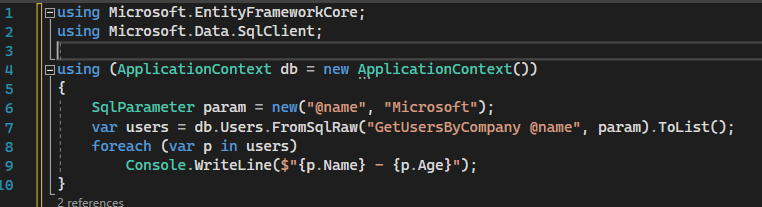 1 using Microsoft.EntityFrameworkCore;
2 using Microsoft.Data.SqlClient;
3
4 using (ApplicationContext db = new ApplicationContext())
5 {
6 SqlParameter param = new("@name", "Microsoft");
7 var users = db.Users.FromSqlRaw("GetUsersByCompany @name", param).ToList();
8 foreach (var p in users)
9 Console.WriteLine($"{p.Name} - {p.Age}");
10 }
2 references